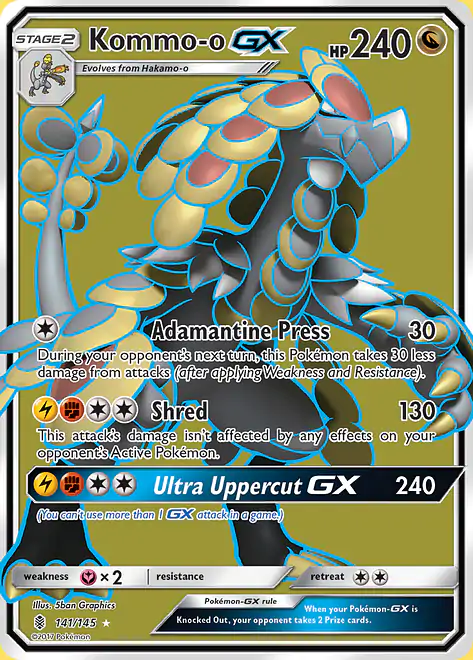 STAGE 2
Kommo-o GX
HP 240
Evolves from Hakamo-o
Adamantine Press 30
During your opponent's next turn, this Pokémon takes 30 less
damage from attacks (after applying Weakness and Resistance).
Shred 130
This attack's damage isn't affected by any effects on your
opponent's Active Pokémon.
Ultra Uppercut GX 240
(You can't use more than 1 GX attack in a game.)
weakness ×2 resistance retreat
Illus. 5ban Graphics
141/145
©2017 Pokémon
Pokémon-GX rule
When your Pokémon-GX is
Knocked Out, your opponent takes 2 Prize cards.